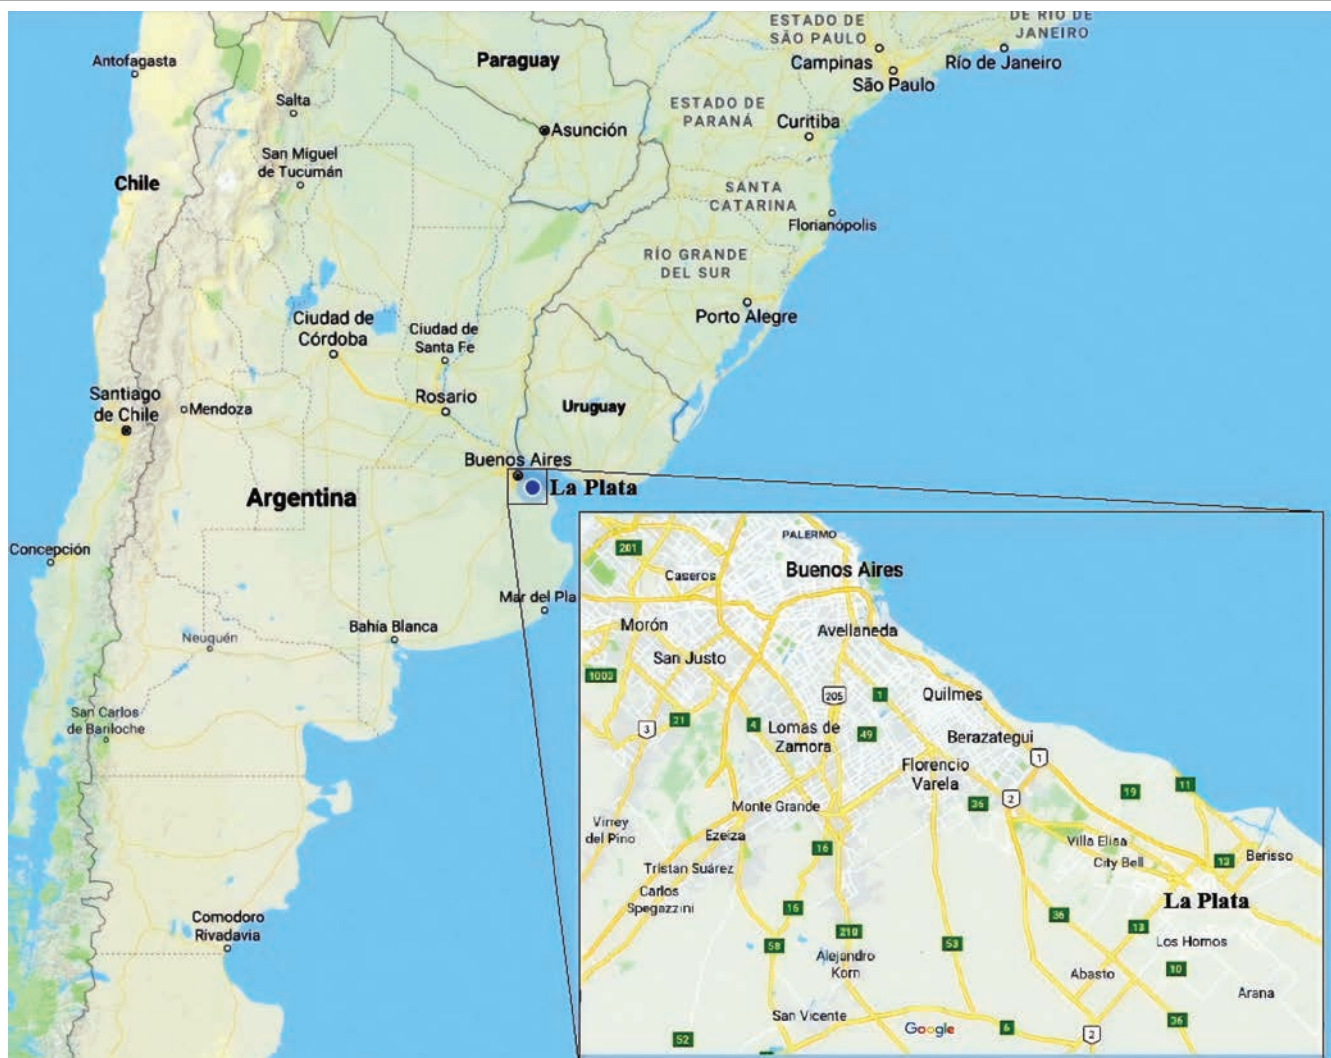 ESTADO DE
SÃO PAULO
DE RIO DE
JANEIRO
Antofagasta
Paraguay
Campinas
Río de Janeiro
São Paulo
Salta
ESTADO DE
PARANÁ
Curitiba
Asunción
San Miguel
de Tucumán
Chile
SANTA
CATARINA
Florianópolis
RÍO GRANDE
DEL SUR
Porto Alegre
Ciudad de
Córdoba
Ciudad de
Santa Fe
Santiago
de Chile
Mendoza
Rosario
Uruguay
Buenos Aires
La Plata
Argentina
Concepción
Mar del Pla
Bahía Blanca
Neuquén
San Carlos
de Bariloche
Comodoro
Rivadavia
PALERMO
201
Caseros
Buenos Aires
Morón
Avellaneda
San Justo
1003
205
1
Quilmes
21
3
4
Lomas de
Zamora
49
Berazategui
1
Florencio
Varela
2
36
19
11
Monte Grande
Virrey
del Pino
Ezeiza
16
Villa Elisa
City Bell
13
Berisso
Tristan Suárez
Carlos
Spegazzini
La Plata
16
36
13
58
210
53
Los Hornos
Alejandro
Korn
Abasto
10
Arana
San Vicente
Google
6
2
36
52